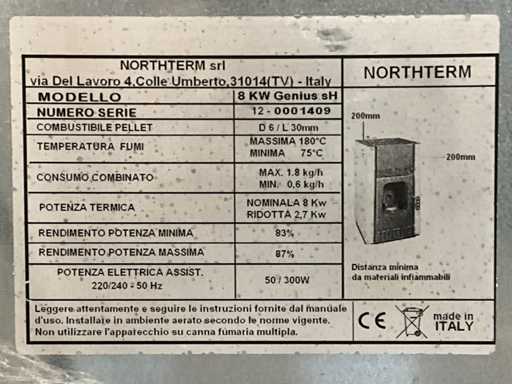 NORTHTERM srl
via Del Lavoro 4,Colle Umberto,31014(TV) - Italy
MODELLO 8 KW Genius sH
NUMERO SERIE 12 - 0001409
COMBUSTIBILE PELLET D 6 / L 30mm
TEMPERATURA FUMI MASSIMA 180°C
MINIMA 75°C
CONSUMO COMBINATO MAX. 1.8 kg/h
MIN. 0,6 kg/h
POTENZA TERMICA NOMINALA 8 Kw
RIDOTTA 2,7 Kw
RENDIMENTO POTENZA MINIMA 83%
RENDIMENTO POTENZA MASSIMA 87%
POTENZA ELETTRICA ASSIST. 50 / 300W
220/240 - 50 Hz
NORTHTERM
200mm
200mm
Distanza minima
da materiali infiammabili
Leggere attentamente e seguire le instruzioni fornite dal manuale
d'uso. Installate in ambiente aerato secondo le norme vigente.
Non utilizzare l'apparecchio su canna fumaria multipla.
CE
made in
ITALY